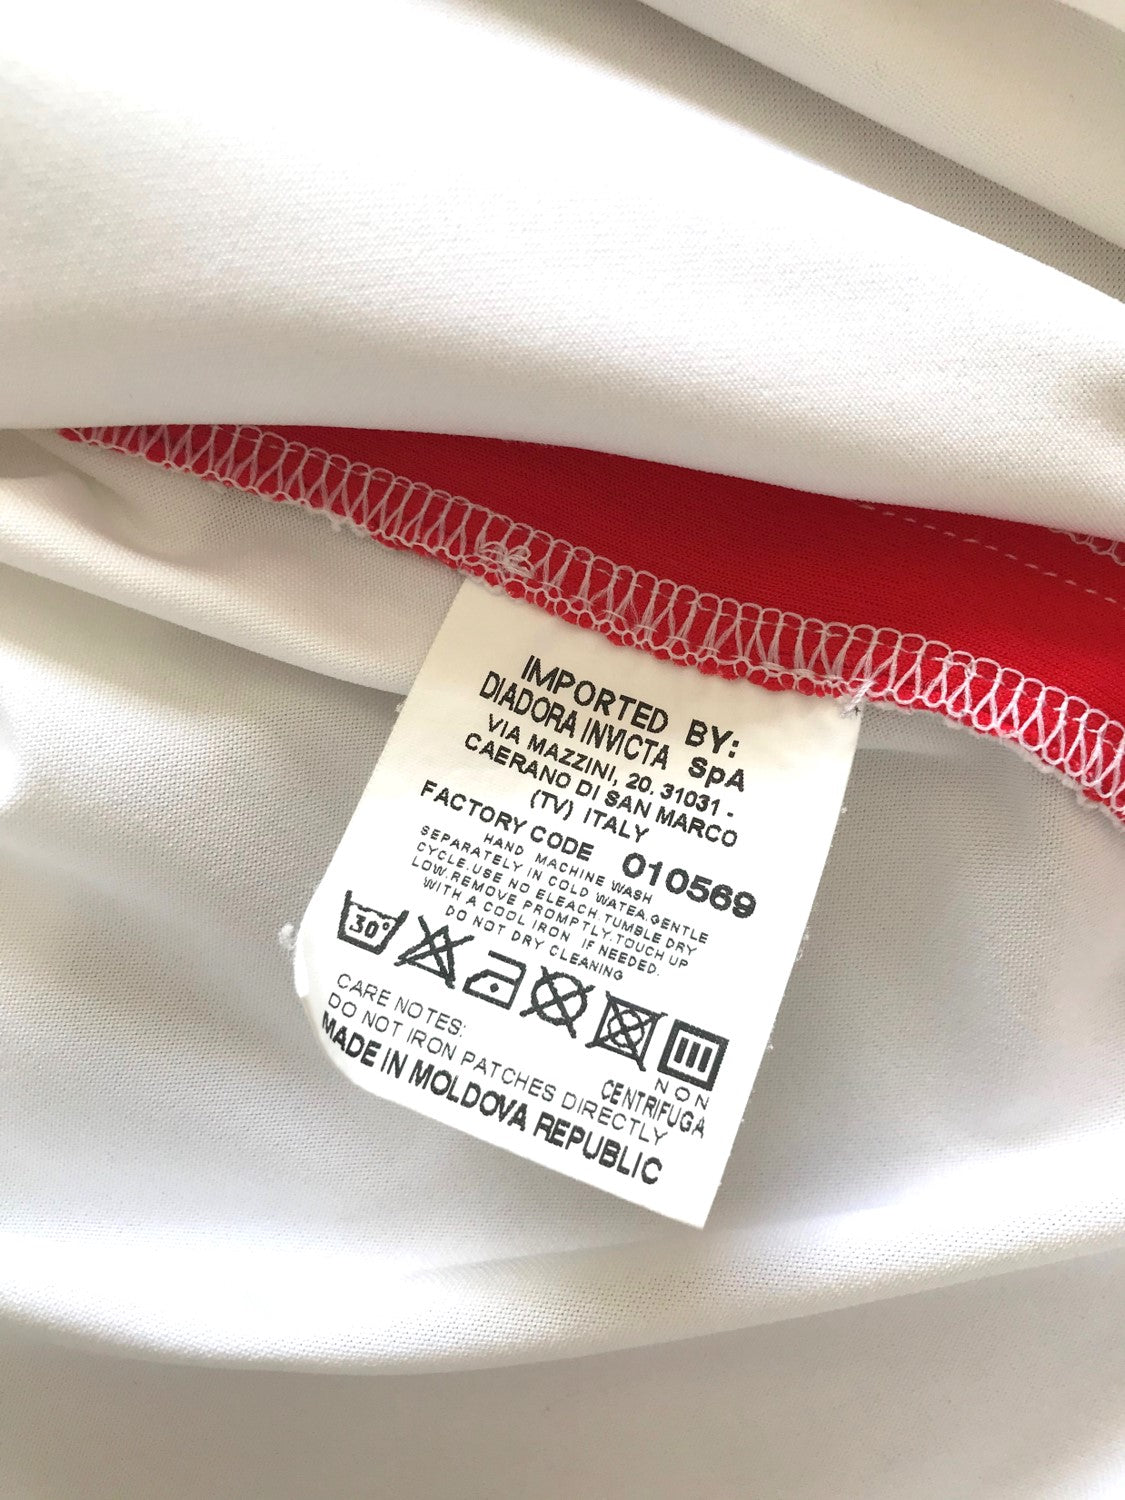 IMPORTED BY:
DIADORA INVICTA SpA
VIA MAZZINI, 20. 31031 -
CAERANO DI SAN MARCO
(TV) ITALY
FACTORY CODE 010569
HAND MACHINE WASH
SEPARATELY IN COLD WATEA.GENTLE
CYCLE.USE NO ELEACH.TUMBLE DRY
LOW.REMOVE PROMPTLY.TOUCH UP
WITH A COOL IRON IF NEEDED.
DO NOT DRY CLEANING
30°
NON
CENTRIFUGA
CARE NOTES:
DO NOT IRON PATCHES DIRECTLY
MADE IN MOLDOVA REPUBLIC